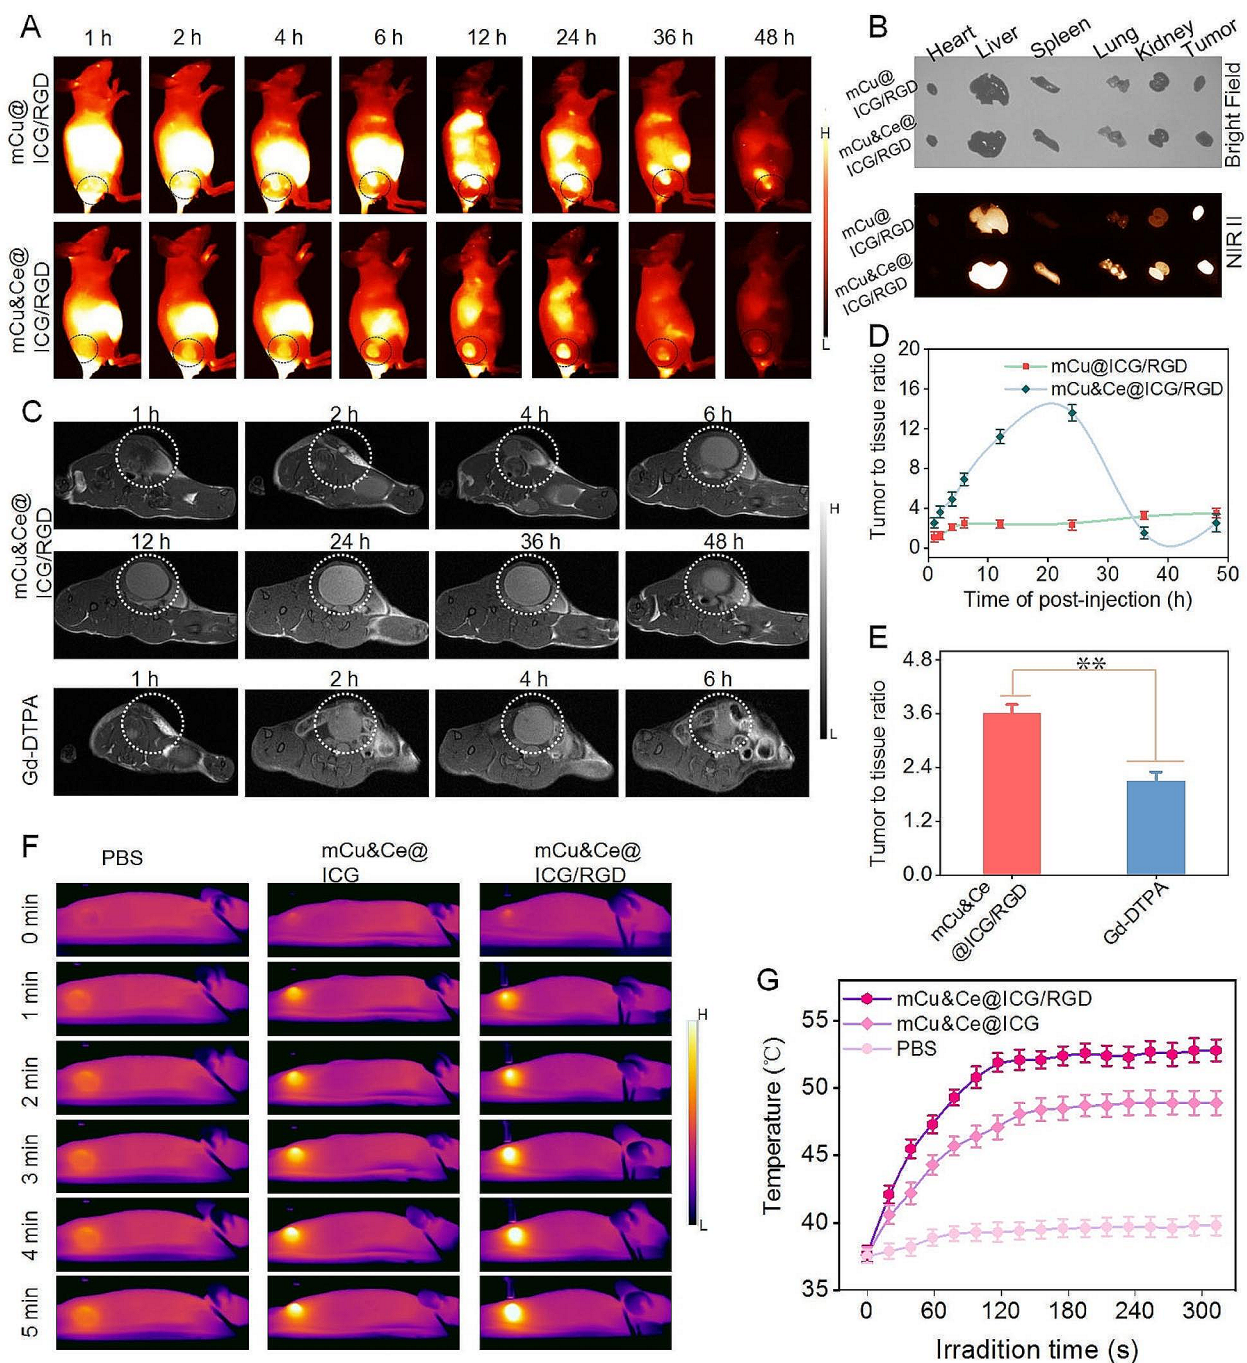 A
1 h 2 h 4 h 6 h 12 h 24 h 36 h 48 h
mCu@
ICG/RGD
mCu&Ce@
ICG/RGD
H
L
B
Heart Liver Spleen Lung Kidney Tumor
mCu@
ICG/RGD
mCu&Ce@
ICG/RGD
Bright Field
mCu@
ICG/RGD
mCu&Ce@
ICG/RGD
NIR II
C
1 h 2 h 4 h 6 h
mCu&Ce@
ICG/RGD
12 h 24 h 36 h 48 h
1 h 2 h 4 h 6 h
Gd-DTPA
H
L
D
20
16
12
8
4
0
Tumor to tissue ratio
mCu@ICG/RGD
mCu&Ce@ICG/RGD
0 10 20 30 40 50
Time of post-injection (h)
E
4.8
3.6
2.4
1.2
0.0
Tumor to tissue ratio
**
mCu&Ce
@ICG/RGD
Gd-DTPA
F
PBS
mCu&Ce@
ICG
mCu&Ce@
ICG/RGD
0 min
1 min
2 min
3 min
4 min
5 min
H
L
G
mCu&Ce@ICG/RGD
mCu&Ce@ICG
PBS
55
50
45
40
35
Temperature (℃)
0 60 120 180 240 300
Irradition time (s)